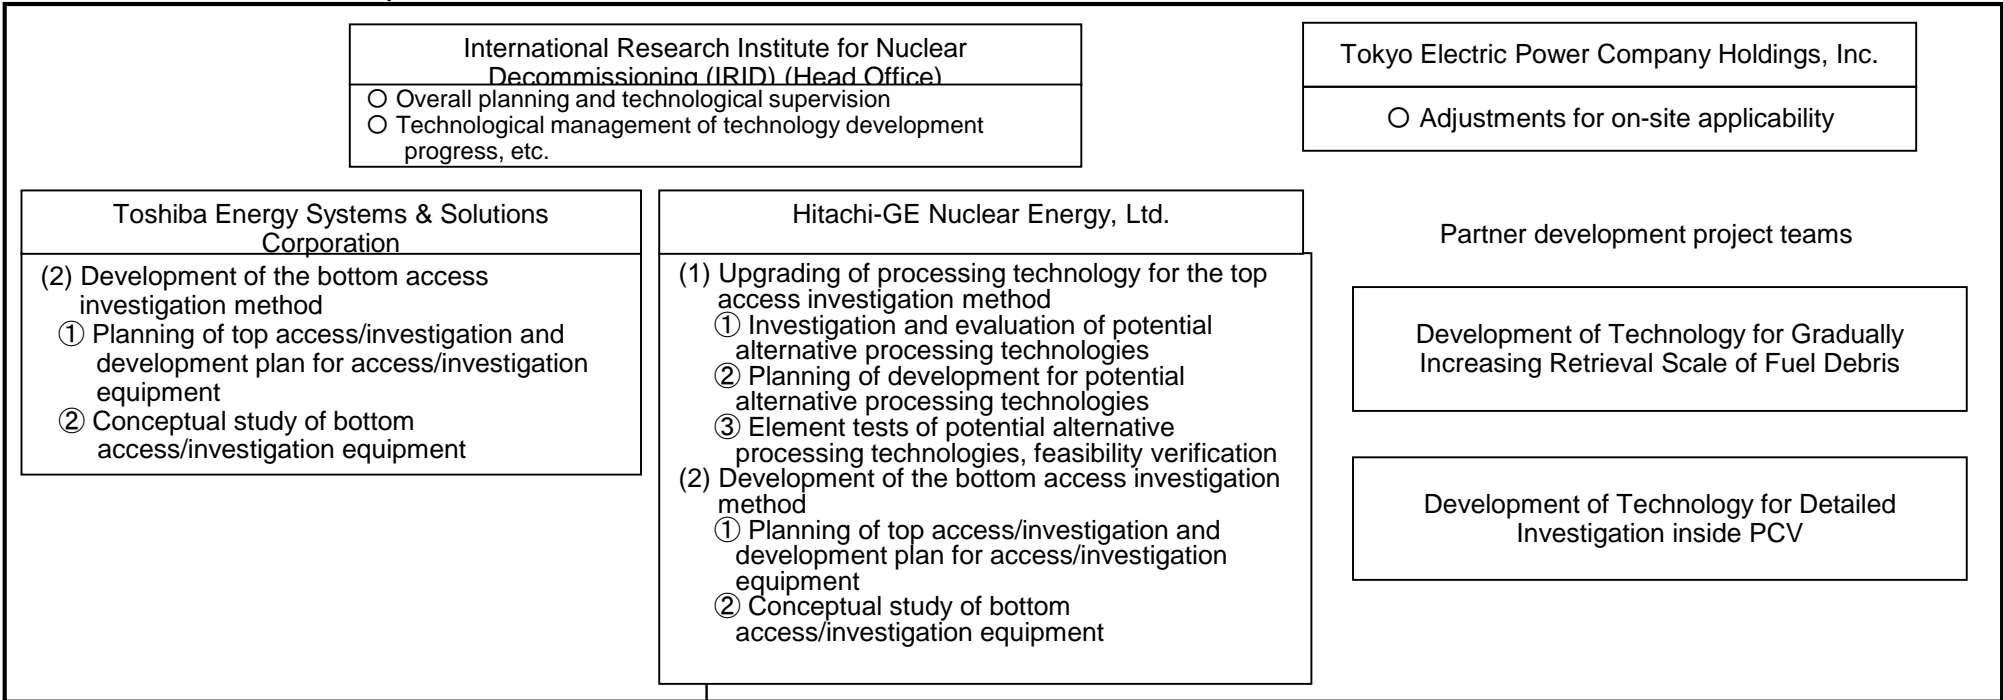 International Research Institute for Nuclear
Decommissioning (IRID) (Head Office)
○ Overall planning and technological supervision
○ Technological management of technology development
progress, etc.
Tokyo Electric Power Company Holdings, Inc.
○ Adjustments for on-site applicability
Toshiba Energy Systems & Solutions
Corporation
(2) Development of the bottom access
investigation method
① Planning of top access/investigation and
development plan for access/investigation
equipment
② Conceptual study of bottom
access/investigation equipment
Hitachi-GE Nuclear Energy, Ltd.
(1) Upgrading of processing technology for the top
access investigation method
① Investigation and evaluation of potential
alternative processing technologies
② Planning of development for potential
alternative processing technologies
③ Element tests of potential alternative
processing technologies, feasibility verification
(2) Development of the bottom access investigation
method
① Planning of top access/investigation and
development plan for access/investigation
equipment
② Conceptual study of bottom
access/investigation equipment
Partner development project teams
Development of Technology for Gradually
Increasing Retrieval Scale of Fuel Debris
Development of Technology for Detailed
Investigation inside PCV